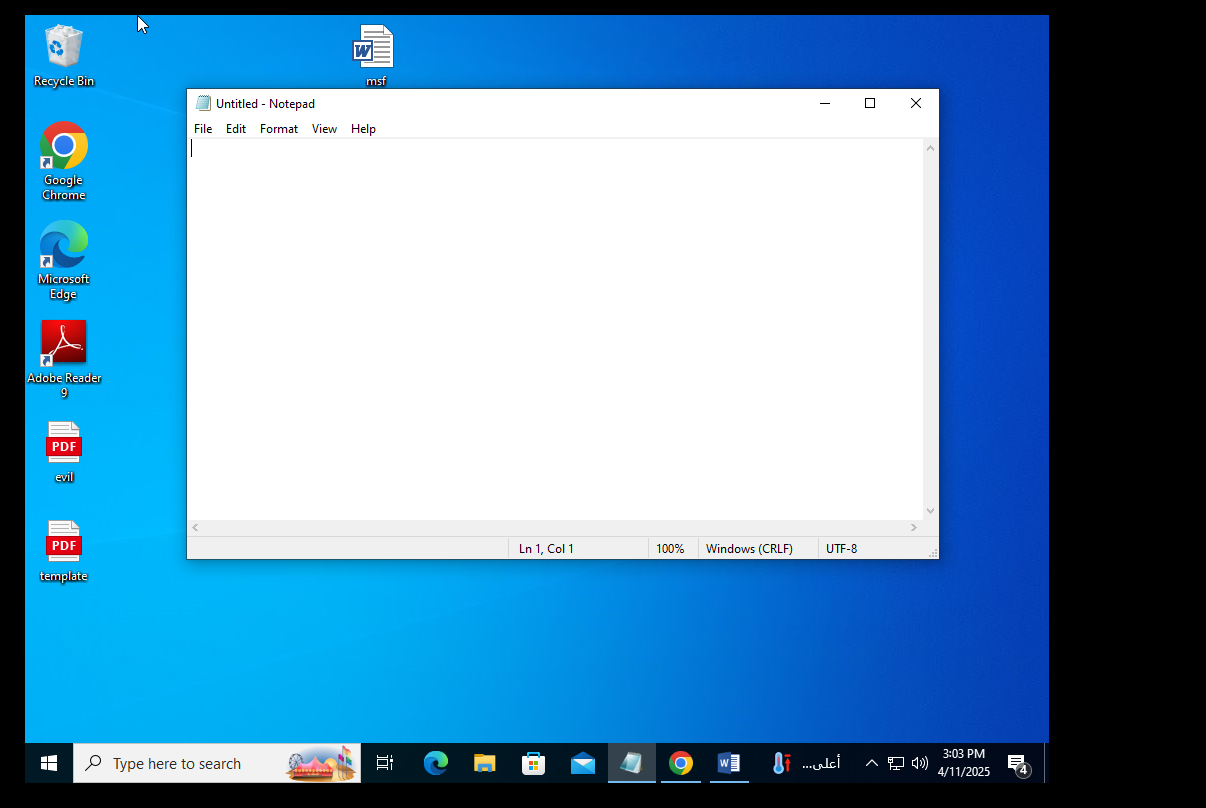 Recycle Bin
msf
Untitled - Notepad
File Edit Format View Help
Google
Chrome
Microsoft
Edge
Adobe Reader
9
PDF
evil
PDF
template
Ln 1, Col 1 100% Windows (CRLF) UTF-8
Type here to search
أعلى...
3:03 PM
4/11/2025
4